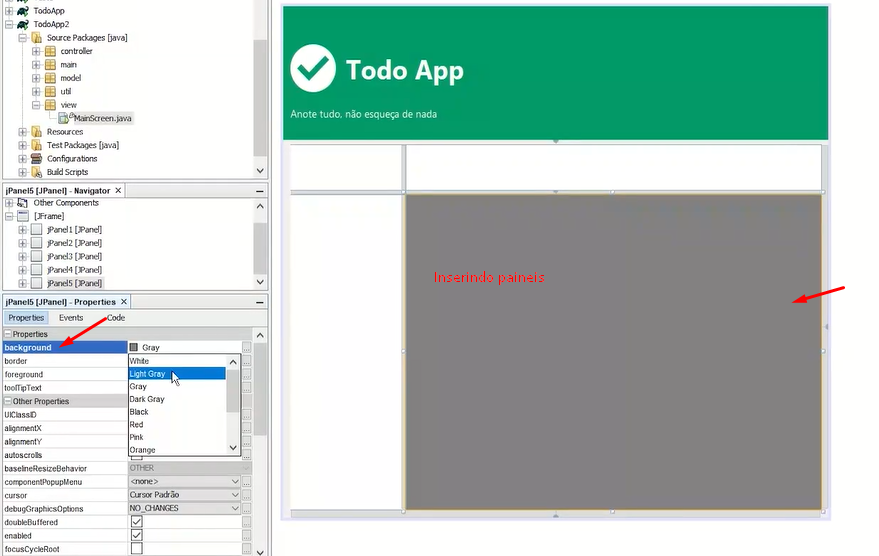 TodoApp
TodoApp2
Source Packages [java]
controller
main
model
util
view
MainScreen.java
Resources
Test Packages [java]
Configurations
Build Scripts
jPanel5 [JPanel] - Navigator
Other Components
[JFrame]
jPanel1 [JPanel]
jPanel2 [JPanel]
jPanel3 [JPanel]
jPanel4 [JPanel]
jPanel5 [JPanel]
jPanel5 [JPanel] - Properties
Properties Events Code
Properties
background Gray
border White
foreground Light Gray
toolTipText Gray
Other Properties Dark Gray
UIClassID Black
alignmentX Red
alignmentY Pink
autoscrolls Orange
baselineResizeBehavior OTHER
componentPopupMenu <none>
cursor Cursor Padrão
debugGraphicsOptions NO_CHANGES
doubleBuffered
enabled
focusCycleRoot
Todo App
Anote tudo, não esqueça de nada
Inserindo paineis